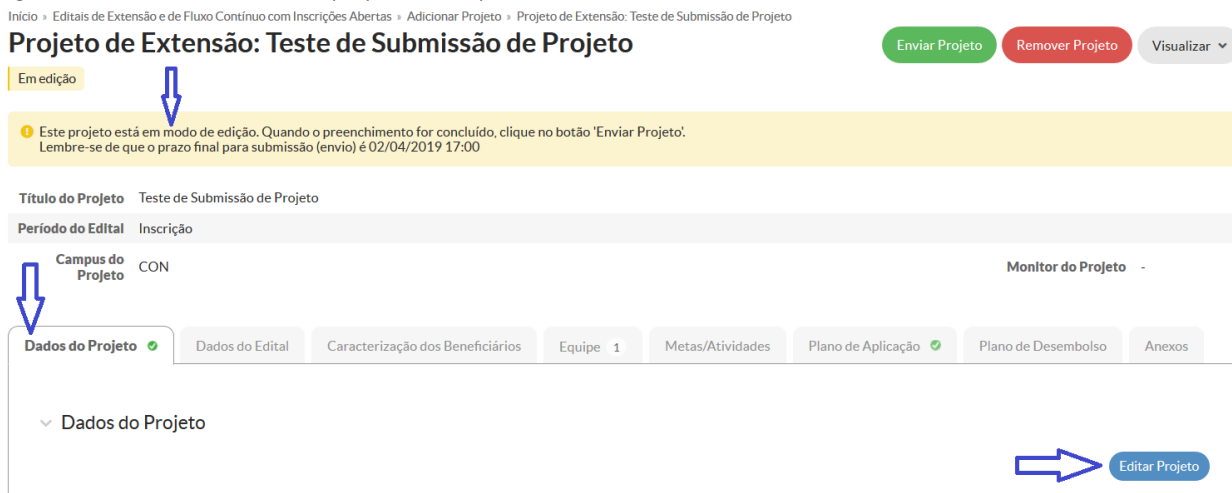 Início » Editais de Extensão e de Fluxo Contínuo com Inscrições Abertas » Adicionar Projeto » Projeto de Extensão: Teste de Submissão de Projeto
Projeto de Extensão: Teste de Submissão de Projeto
Enviar Projeto
Remover Projeto
Visualizar
Em edição
Este projeto está em modo de edição. Quando o preenchimento for concluído, clique no botão 'Enviar Projeto'.
Lembre-se de que o prazo final para submissão (envio) é 02/04/2019 17:00
Título do Projeto Teste de Submissão de Projeto
Período do Edital Inscrição
Campus do Projeto CON
Monitor do Projeto -
Dados do Projeto
Dados do Edital
Caracterização dos Beneficiários
Equipe 1
Metas/Atividades
Plano de Aplicação
Plano de Desembolso
Anexos
Dados do Projeto
Editar Projeto